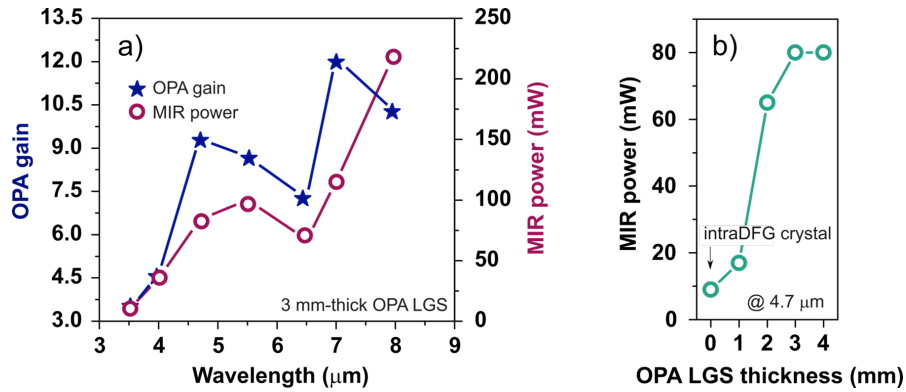 a)
OPA gain
MIR power
3 mm-thick OPA LGS
OPA gain
13.5
12.0
10.5
9.0
7.5
6.0
4.5
3.0
3 4 5 6 7 8 9
Wavelength (μm)
250
200
150
100
50
0
MIR power (mW)
b)
intraDFG crystal
@ 4.7 μm
MIR power (mW)
80
60
40
20
0
0 1 2 3 4
OPA LGS thickness (mm)